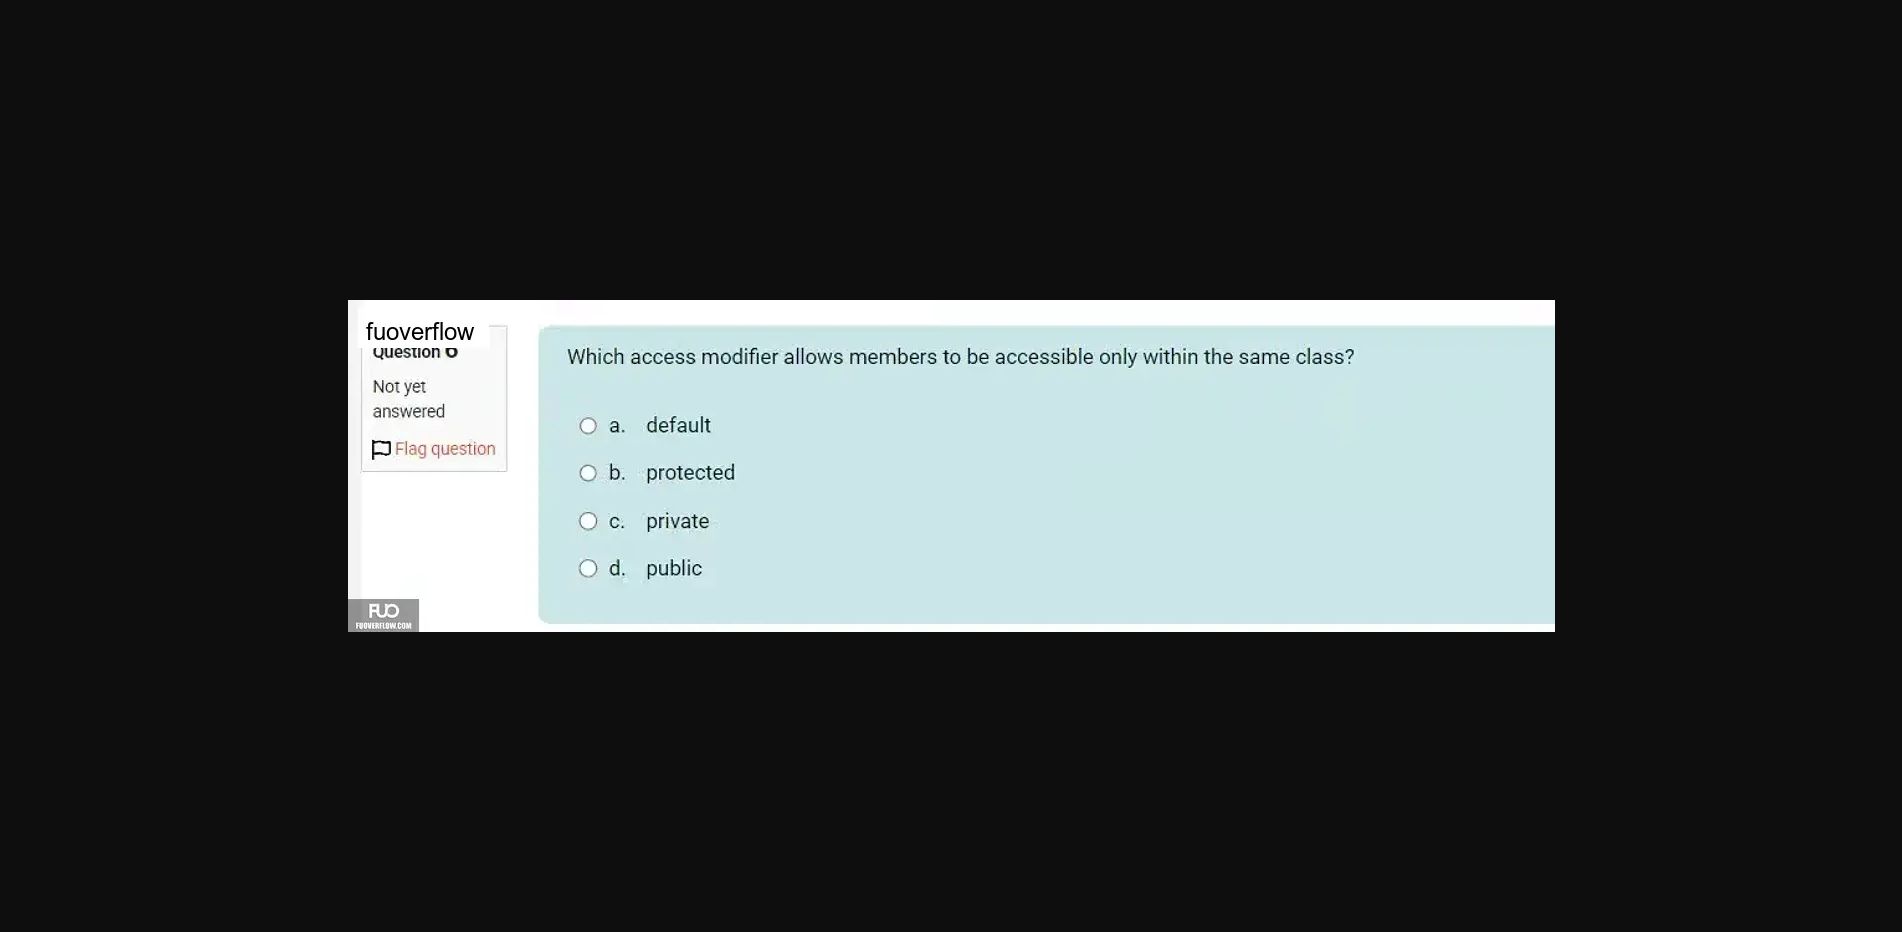 fuoverflow
Question 6
Not yet
answered
Flag question
Which access modifier allows members to be accessible only within the same class?
a. default
b. protected
c. private
d. public
FUO
FUOVERFLOW.COM